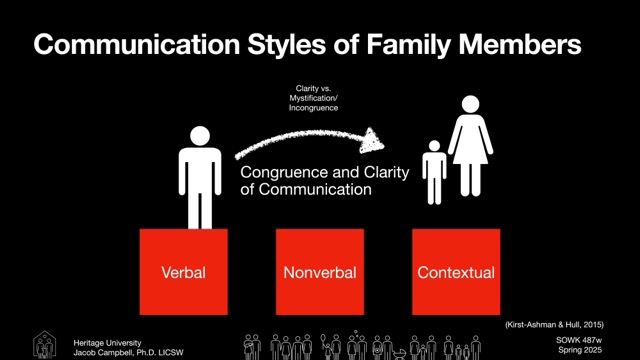 Communication Styles of Family Members
Clarity vs.
Mystification/
Incongruence
Congruence and Clarity
of Communication
Verbal
Nonverbal
Contextual
(Kirst-Ashman & Hull, 2015)
Heritage University
Jacob Campbell, Ph.D. LICSW
SOWK 487w
Spring 2025